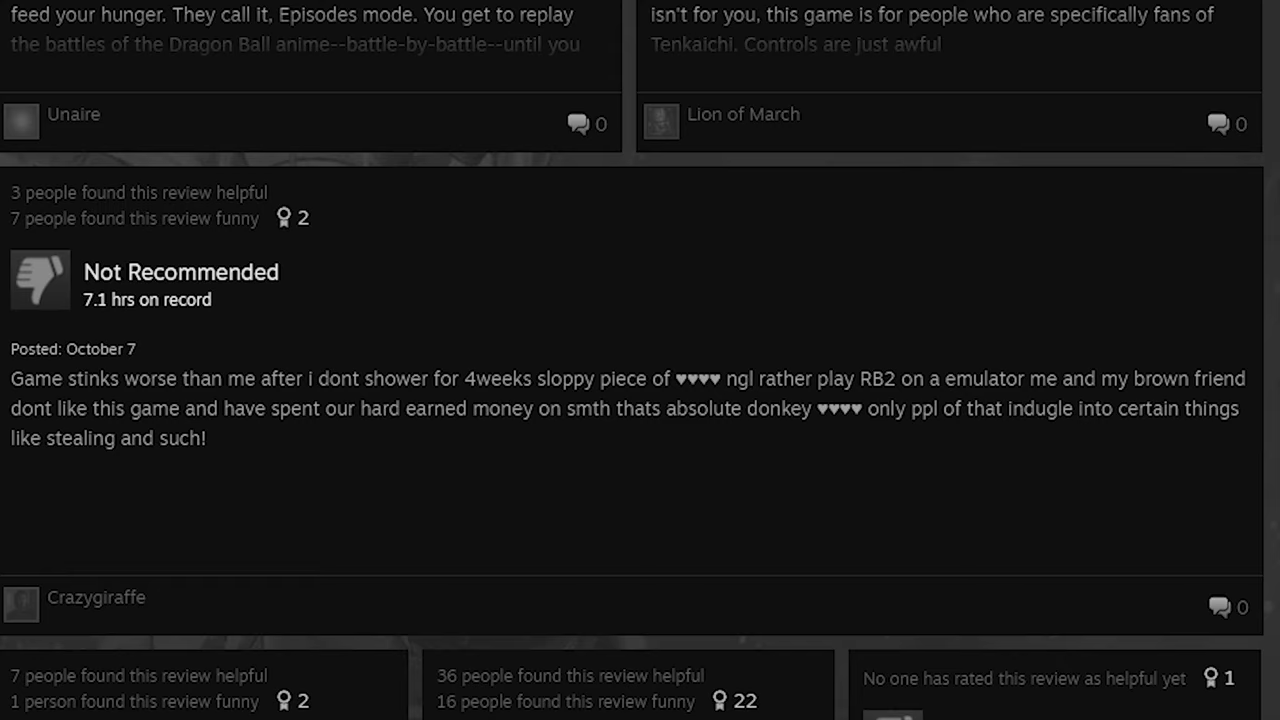 feed your hunger. They call it, Episodes mode. You get to replay
the battles of the Dragon Ball anime--battle-by-battle--until you
Unaire
0
isn't for you, this game is for people who are specifically fans of
Tenkaichi. Controls are just awful
Lion of March
0
3 people found this review helpful
7 people found this review funny 2
Not Recommended
7.1 hrs on record
Posted: October 7
Game stinks worse than me after i dont shower for 4weeks sloppy piece of ♥♥♥♥ ngl rather play RB2 on a emulator me and my brown friend
dont like this game and have spent our hard earned money on smth thats absolute donkey ♥♥♥♥ only ppl of that indugle into certain things
like stealing and such!
Crazygiraffe
0
7 people found this review helpful
1 person found this review funny 2
36 people found this review helpful
16 people found this review funny 22
No one has rated this review as helpful yet 1